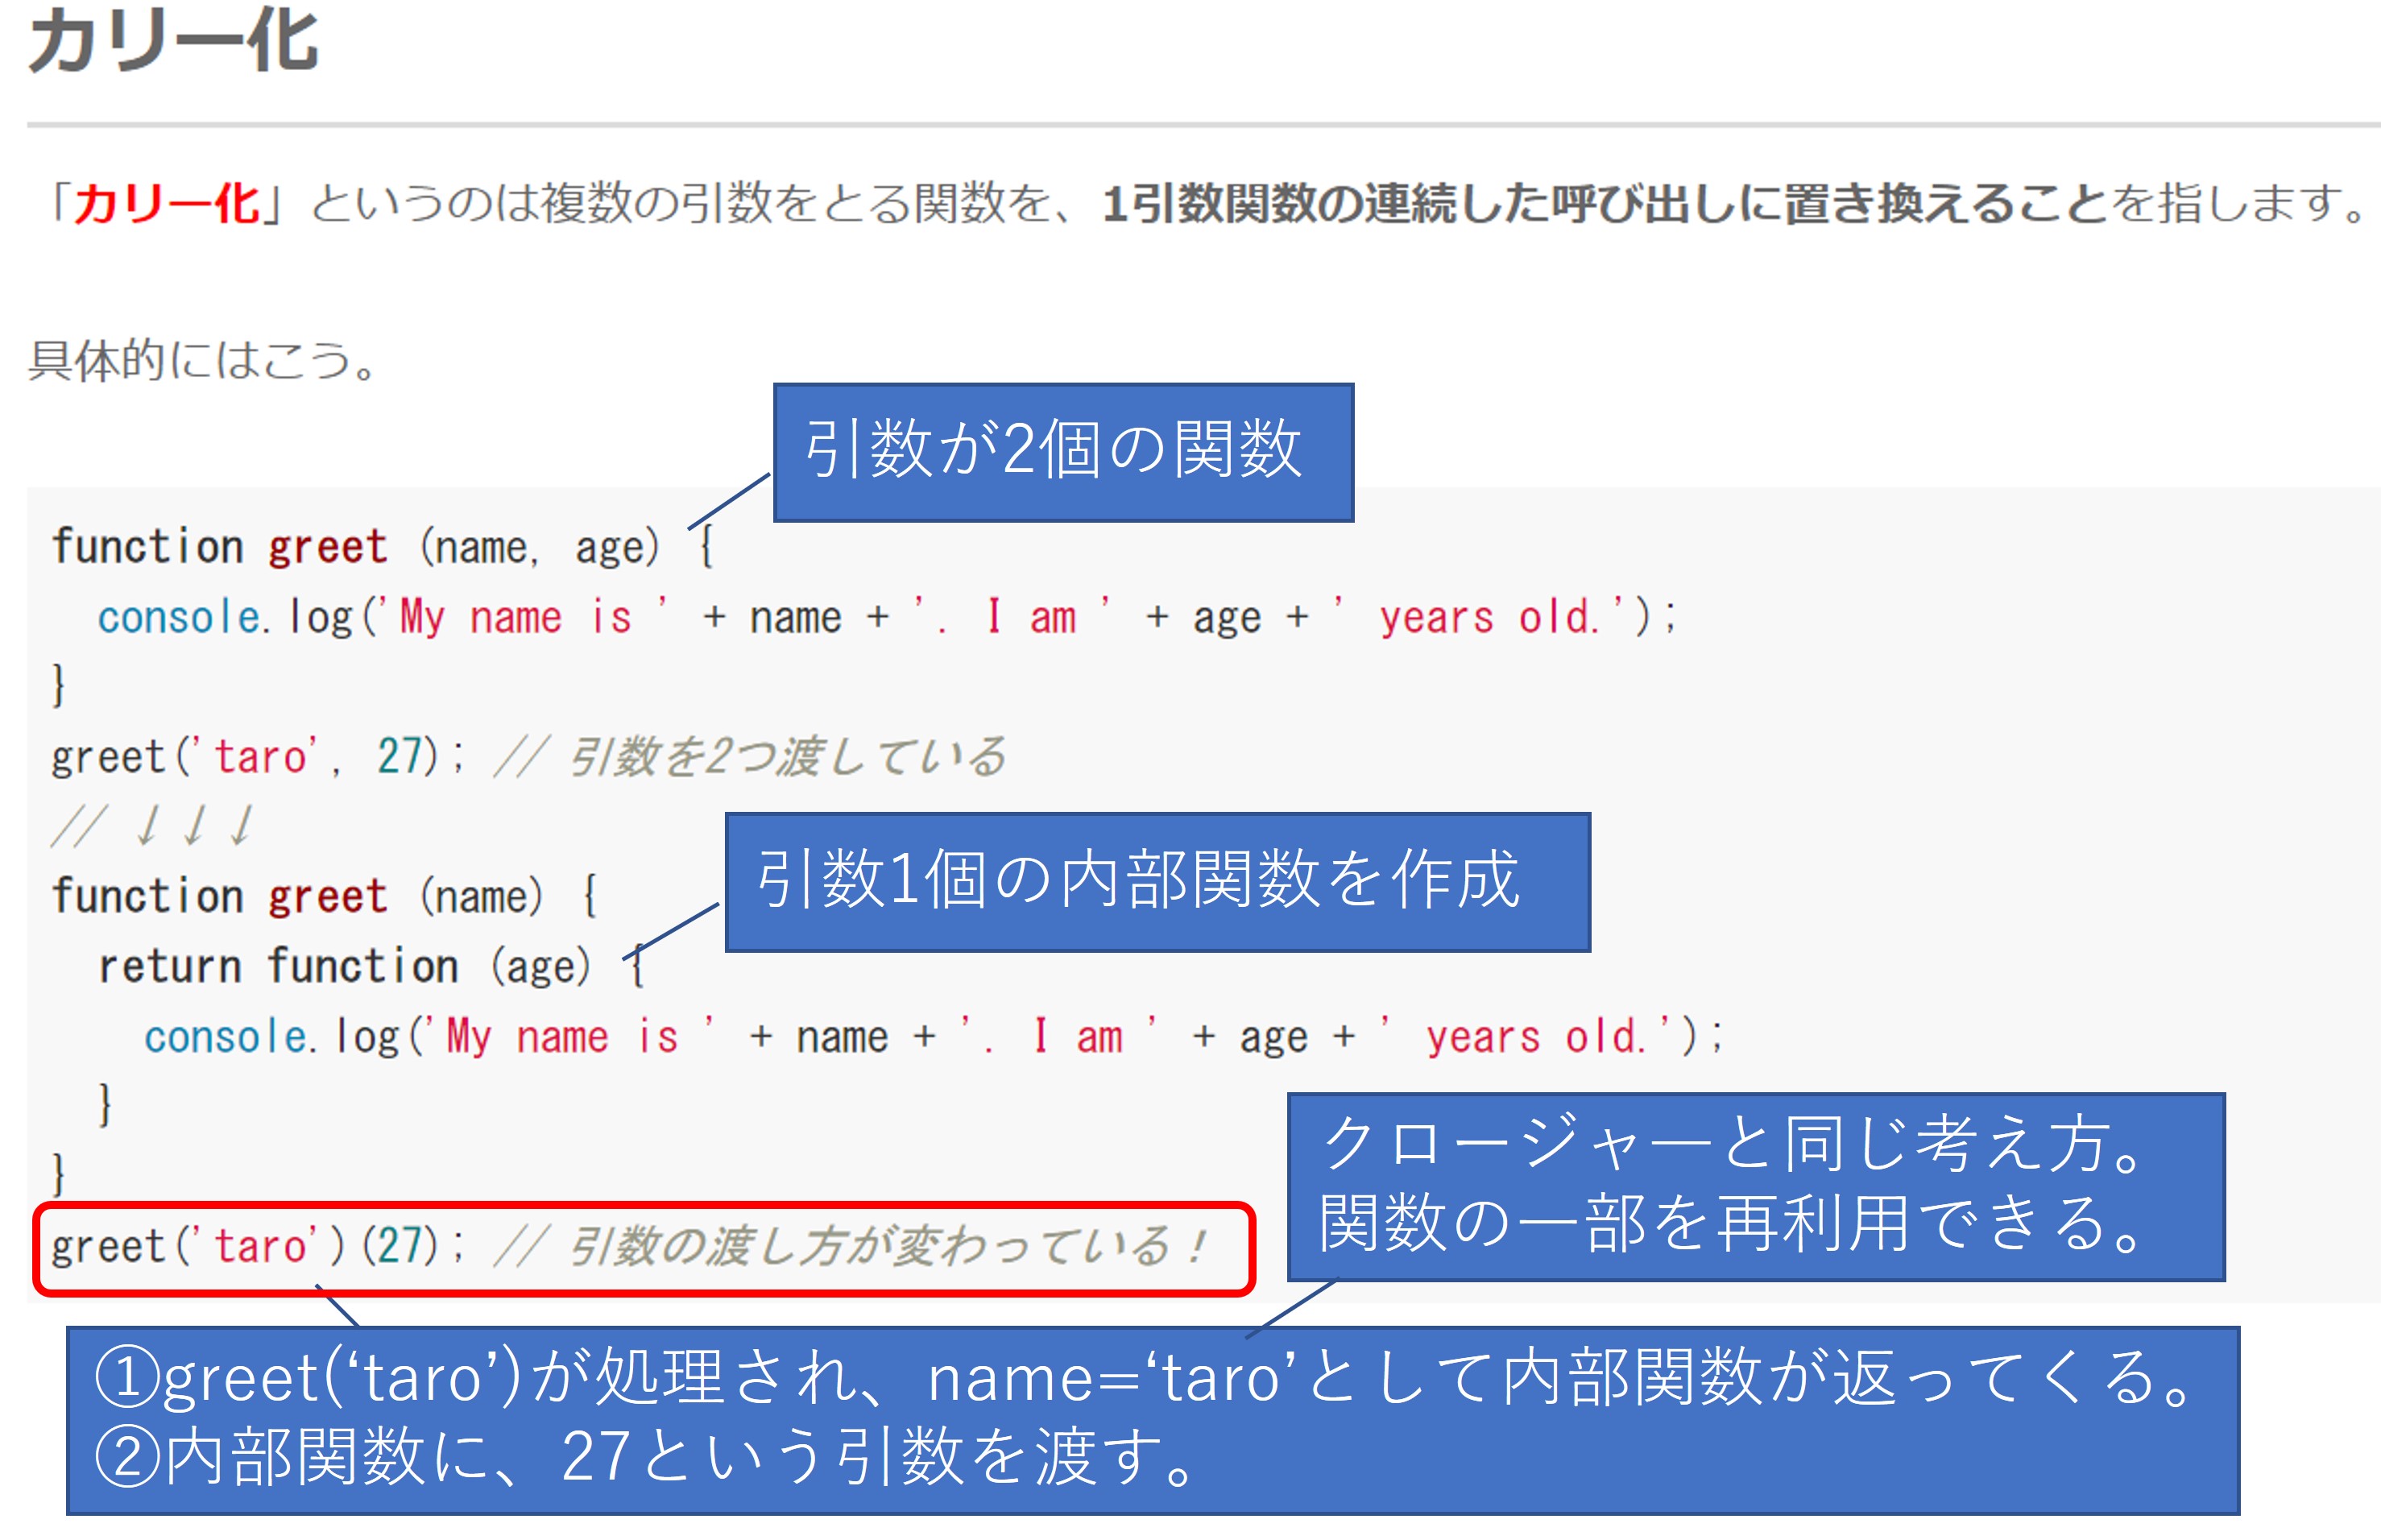 カリー化
「カリー化」というのは複数の引数をとる関数を、1引数関数の連続した呼び出しに置き換えることを指します。
具体的にはこう。
引数が2個の関数
function greet (name, age) {
  console.log('My name is ' + name + '. I am ' + age + ' years old.');
}
greet('taro', 27); // 引数を2つ渡している
// ↓↓↓
引数1個の内部関数を作成
function greet (name) {
  return function (age) {
    console.log('My name is ' + name + '. I am ' + age + ' years old.');
  }
}
クロージャーと同じ考え方。
関数の一部を再利用できる。
greet('taro')(27); // 引数の渡し方が変わっている！
①greet(‘taro’)が処理され、name=‘taro’として内部関数が返ってくる。
②内部関数に、27という引数を渡す。